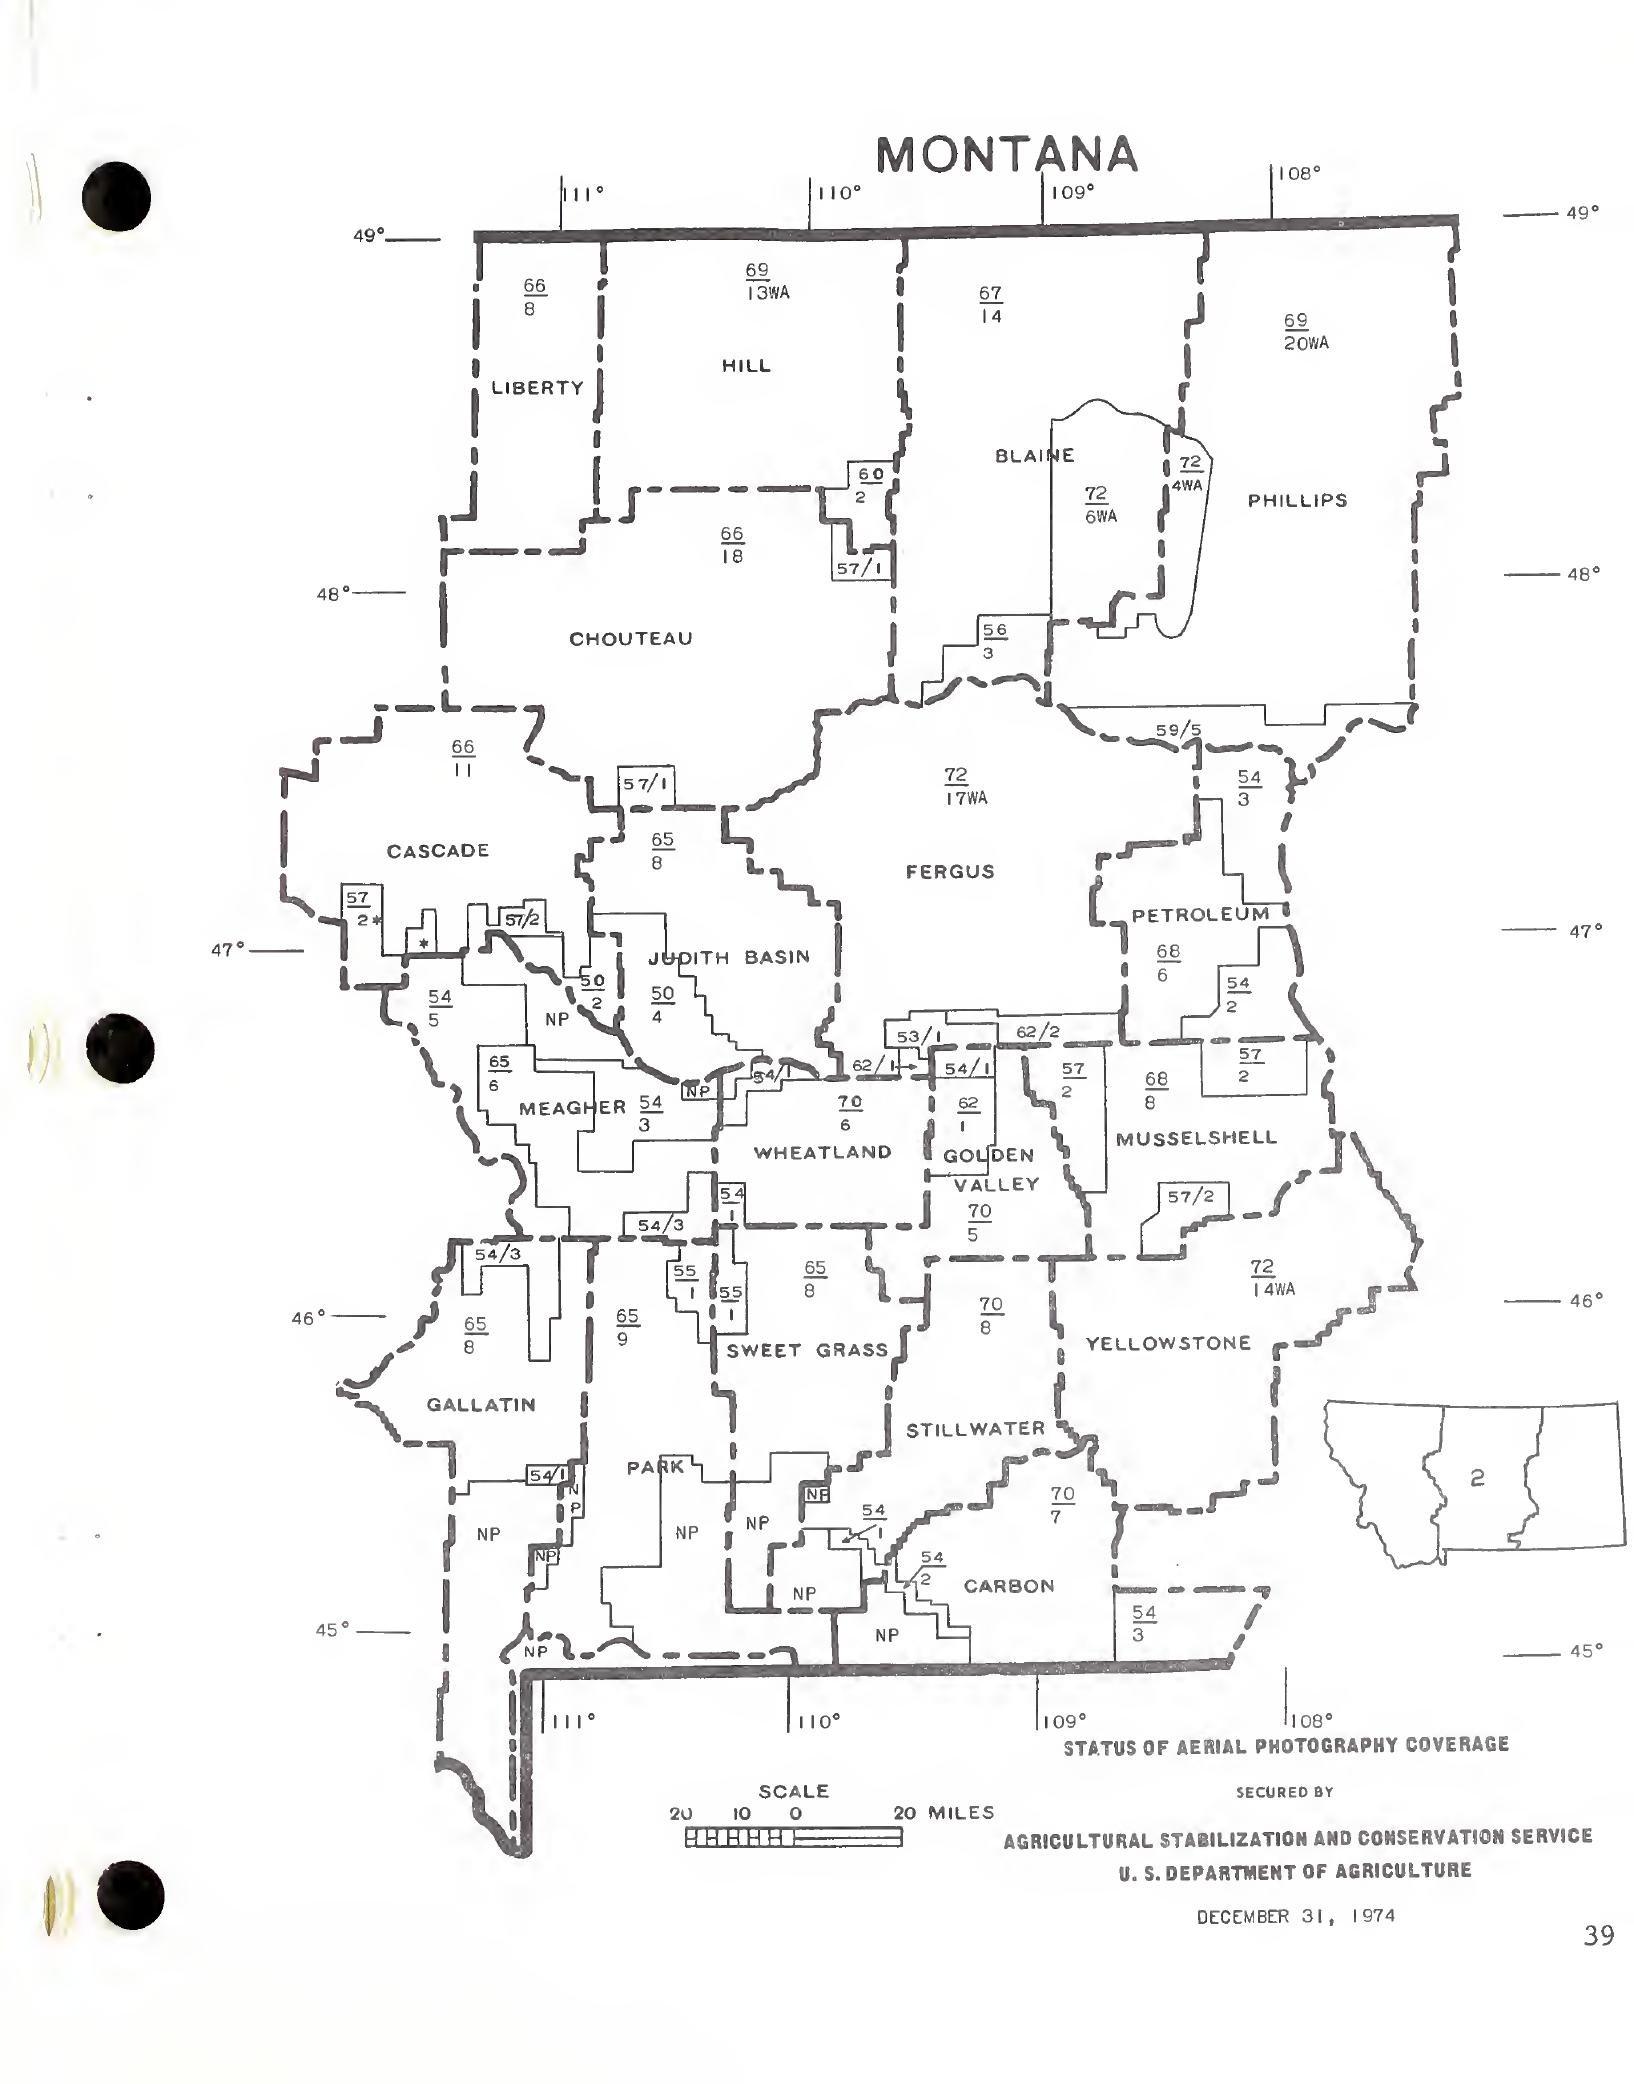 MONTANA
111° 110° 109° 108°
49° 49°
66
8
69
13WA
67
14
69
20WA
HILL
LIBERTY
BLAINE
60
2
72
4WA
72
6WA
PHILLIPS
66
18
57/1
48° 48°
CHOUTEAU
56
3
59/5
66
11
57/1
72
17WA
54
3
65
8
CASCADE
FERGUS
57
2*
57/2
*
PETROLEUM
47° 47°
JUDITH BASIN
68
6
50
2
50
4
54
2
54
5
NP
53/1
62/2
65
6
54/1
62/1
54/1
57
2
57
2
68
8
NP
MEAGHER
54
3
70
6
62
1
MUSSELSHELL
WHEATLAND
GOLDEN
VALLEY
54
1
57/2
54/3
70
5
54/3
55
1
55
1
65
8
72
14WA
46° 46°
65
8
65
9
70
8
SWEET GRASS
YELLOWSTONE
GALLATIN
STILLWATER
PARK
54/1
N
P
NP
70
7
2
NP
NP
NP
54
1
NP
54
2
CARBON
NP
54
3
45° 45°
NP
NP
111° 110° 109° 108°
STATUS OF AERIAL PHOTOGRAPHY COVERAGE
SECURED BY
SCALE
20 10 0 20 MILES
AGRICULTURAL STABILIZATION AND CONSERVATION SERVICE
U. S. DEPARTMENT OF AGRICULTURE
DECEMBER 31, 1974
39